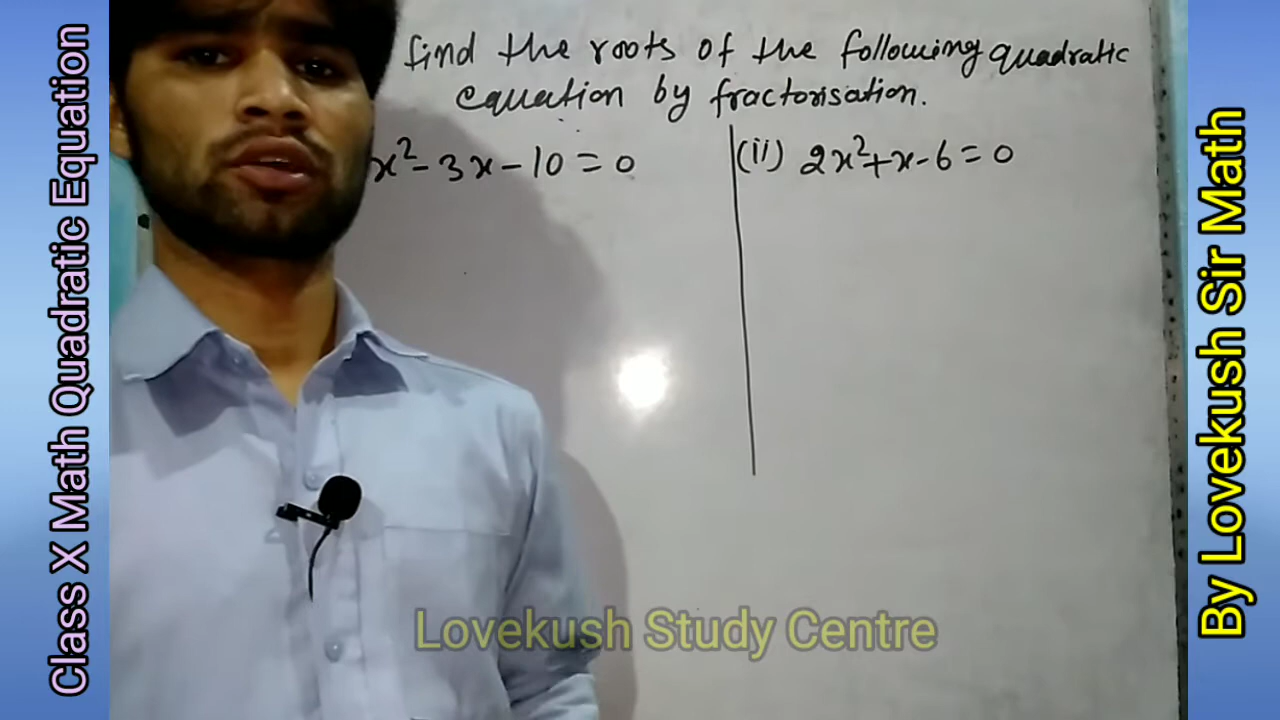 Class X Math Quadratic Equation
find the roots of the following quadratic
equation by fractorisation.
x²- 3x - 10 = 0
(ii) 2x²+x-6=0
Lovekush Study Centre
By Lovekush Sir Math